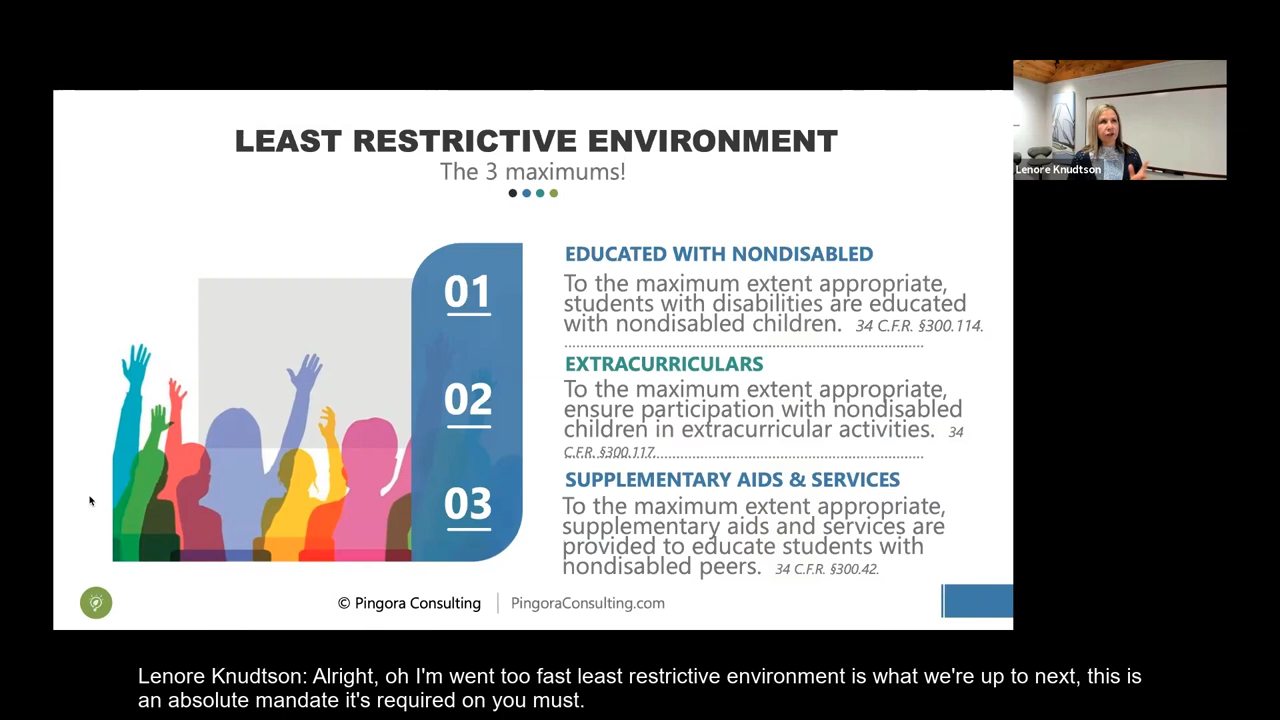 LEAST RESTRICTIVE ENVIRONMENT
The 3 maximums!
Lenore Knudtson
01
EDUCATED WITH NONDISABLED
To the maximum extent appropriate,
students with disabilities are educated
with nondisabled children. 34 C.F.R. §300.114.
02
EXTRACURRICULARS
To the maximum extent appropriate,
ensure participation with nondisabled
children in extracurricular activities. 34
C.F.R. §300.117.
03
SUPPLEMENTARY AIDS & SERVICES
To the maximum extent appropriate,
supplementary aids and services are
provided to educate students with
nondisabled peers. 34 C.F.R. §300.42.
© Pingora Consulting PingoraConsulting.com
Lenore Knudtson: Alright, oh I'm went too fast least restrictive environment is what we're up to next, this is
an absolute mandate it's required on you must.